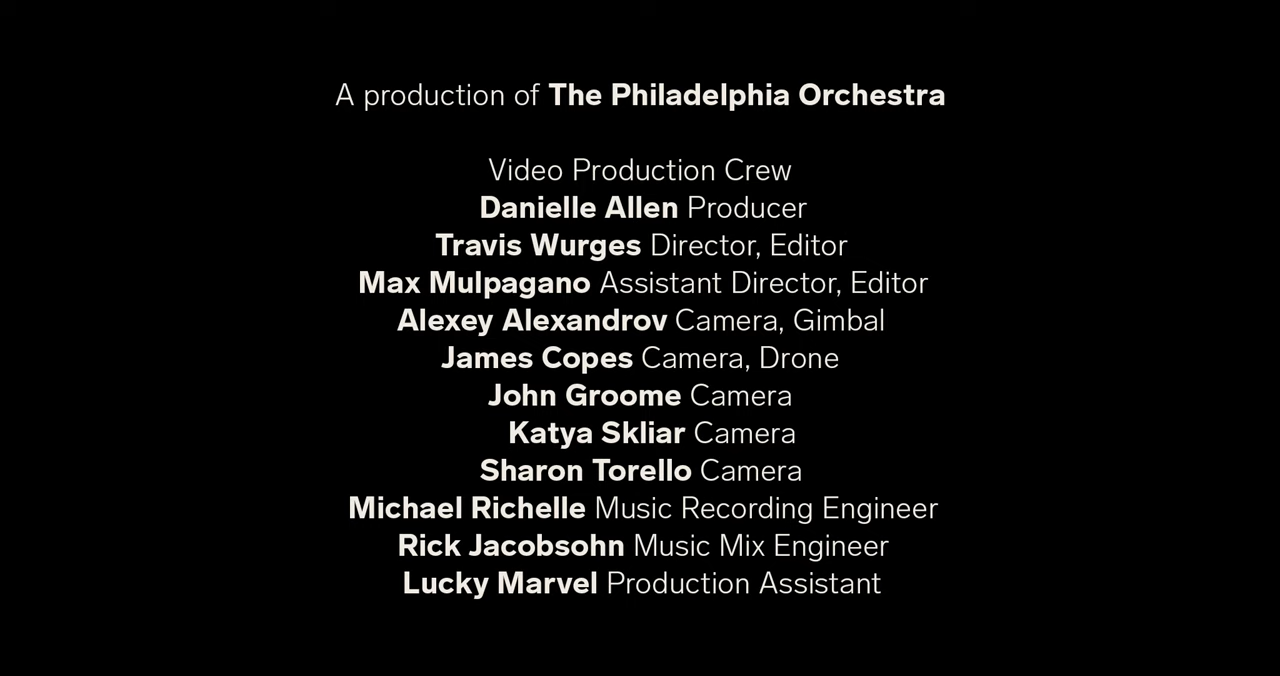 A production of The Philadelphia Orchestra
Video Production Crew
Danielle Allen Producer
Travis Wurges Director, Editor
Max Mulpagano Assistant Director, Editor
Alexey Alexandrov Camera, Gimbal
James Copes Camera, Drone
John Groome Camera
Katya Skliar Camera
Sharon Torello Camera
Michael Richelle Music Recording Engineer
Rick Jacobsohn Music Mix Engineer
Lucky Marvel Production Assistant